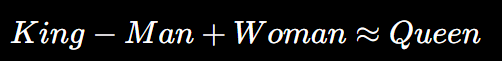 King − Man + Woman ≈ Queen